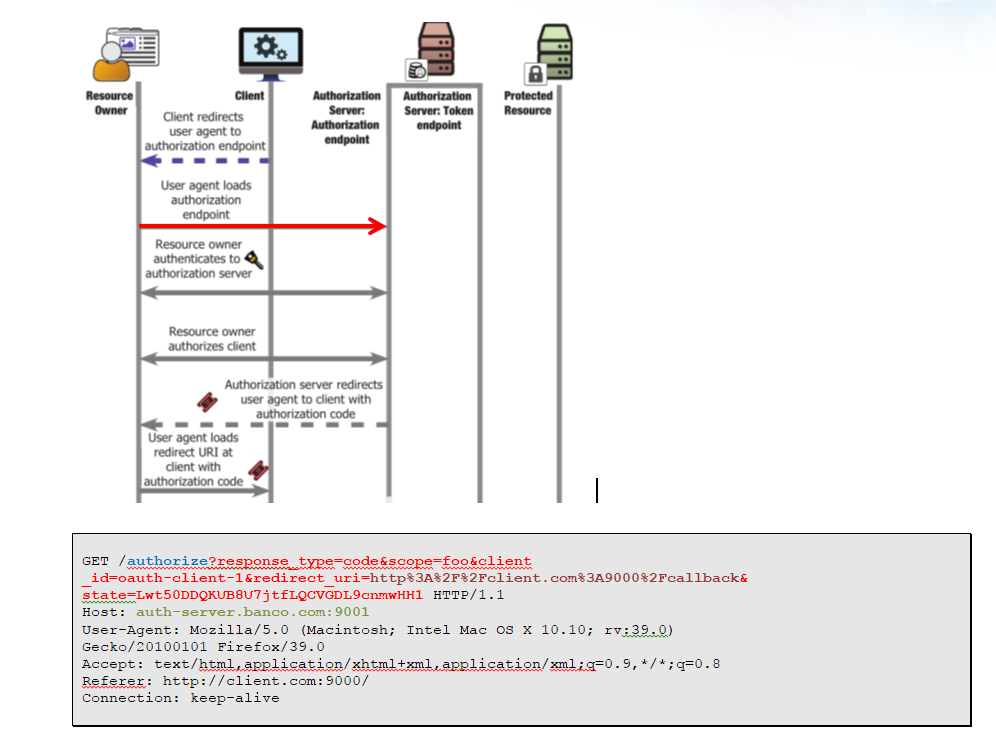 Resource
Owner
Client
Authorization
Server:
Authorization
endpoint
Authorization
Server: Token
endpoint
Protected
Resource
Client redirects
user agent to
authorization endpoint
User agent loads
authorization
endpoint
Resource owner
authenticates to
authorization server
Resource owner
authorizes client
Authorization server redirects
user agent to client with
authorization code
User agent loads
redirect URI at
client with
authorization code
GET /authorize?response_type=code&scope=foo&client
_id=oauth-client-1&redirect_uri=http%3A%2F%2Fclient.com%3A9000%2Fcallback&
state=Lwt50DDQKUB8U7jtfLQCVGDL9cnmwHH1 HTTP/1.1
Host: auth-server.banco.com:9001
User-Agent: Mozilla/5.0 (Macintosh; Intel Mac OS X 10.10; rv:39.0)
Gecko/20100101 Firefox/39.0
Accept: text/html,application/xhtml+xml,application/xml;q=0.9,*/*;q=0.8
Referer: http://client.com:9000/
Connection: keep-alive